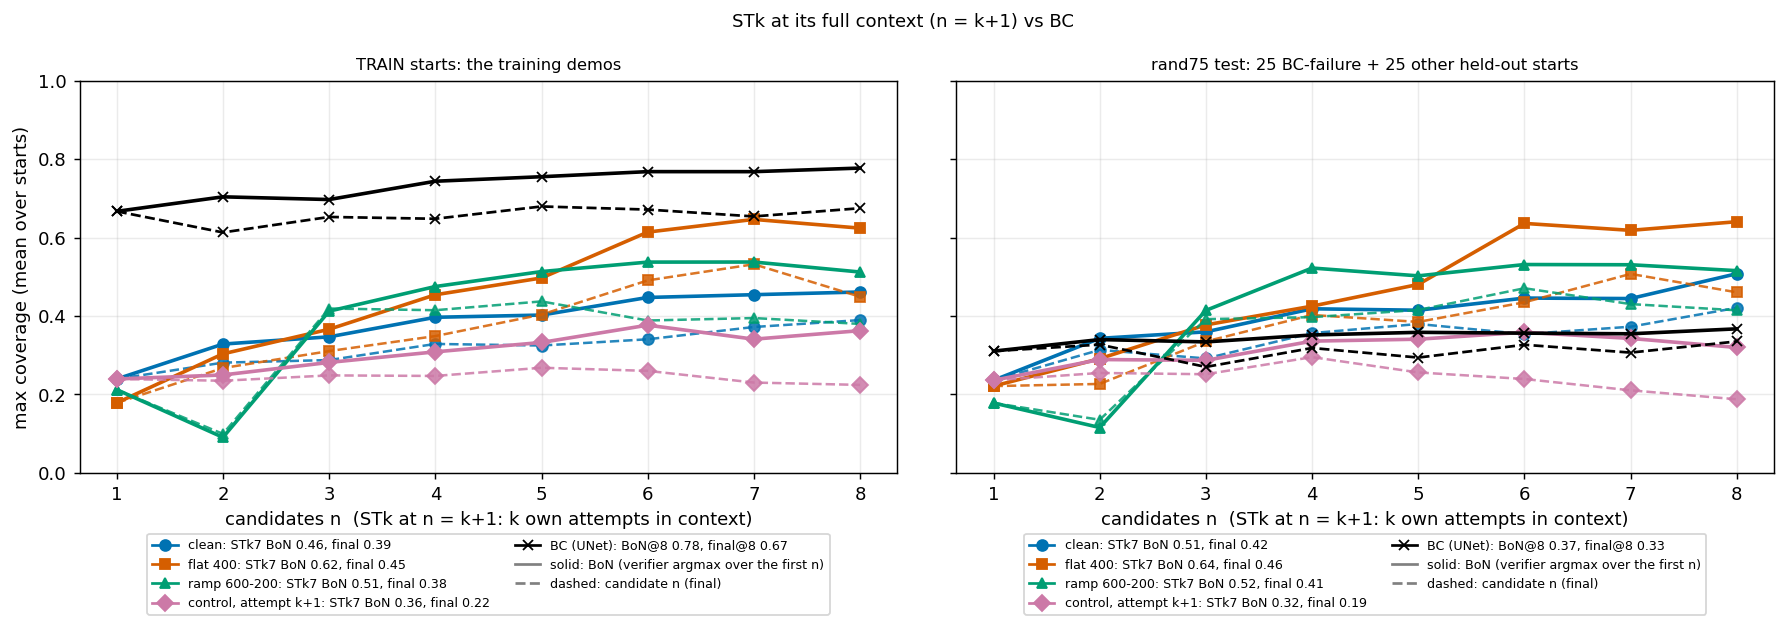 STk at its full context (n = k+1) vs BC
TRAIN starts: the training demos
max coverage (mean over starts)
1.0
0.8
0.6
0.4
0.2
0.0
1 2 3 4 5 6 7 8
candidates n  (STk at n = k+1: k own attempts in context)
clean: STk7 BoN 0.46, final 0.39
flat 400: STk7 BoN 0.62, final 0.45
ramp 600-200: STk7 BoN 0.51, final 0.38
control, attempt k+1: STk7 BoN 0.36, final 0.22
BC (UNet): BoN@8 0.78, final@8 0.67
solid: BoN (verifier argmax over the first n)
dashed: candidate n (final)
rand75 test: 25 BC-failure + 25 other held-out starts
1 2 3 4 5 6 7 8
candidates n  (STk at n = k+1: k own attempts in context)
clean: STk7 BoN 0.51, final 0.42
flat 400: STk7 BoN 0.64, final 0.46
ramp 600-200: STk7 BoN 0.52, final 0.41
control, attempt k+1: STk7 BoN 0.32, final 0.19
BC (UNet): BoN@8 0.37, final@8 0.33
solid: BoN (verifier argmax over the first n)
dashed: candidate n (final)